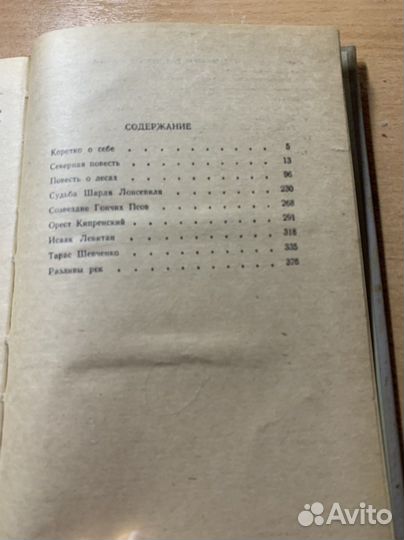 СОДЕРЖАНИЕ
Коротко о себе . . . . . . . . . 5
Северная повесть . . . . . . . . 13
Повесть о лесах . . . . . . . . 96
Судьба Шарля Лонсевиля . . . . . . 230
Созвездие Гончих Псов . . . . . . 268
Орест Кипренский . . . . . . . . 291
Исаак Левитан . . . . . . . . 318
Тарас Шевченко . . . . . . . . 335
Разливы рек . . . . . . . . . 376
Avito